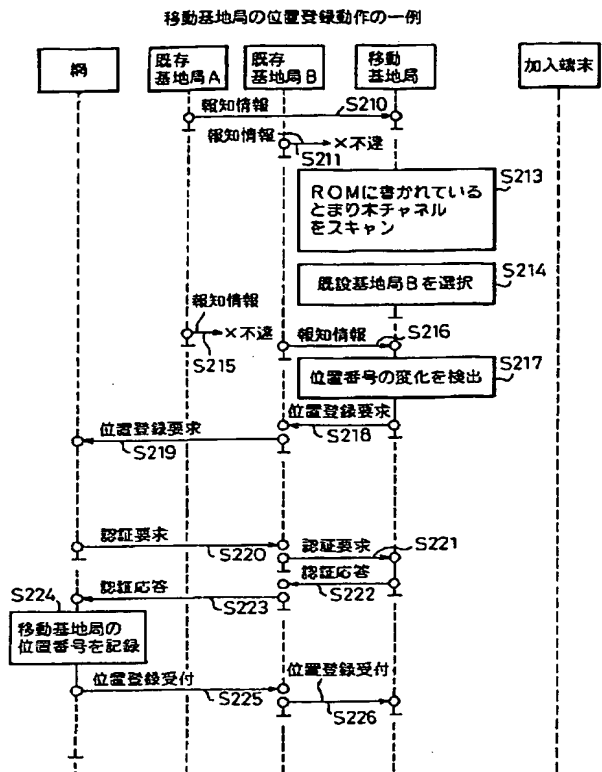 移動基地局の位置登録動作の一例
網
既存
基地局A
既存
基地局B
移動
基地局
加入端末
報知情報
S210
報知情報
×不達
S211
S213
ROMに書かれている
とまり木チャネル
をスキャン
S214
既設基地局Bを選択
報知情報
×不達
S215
報知情報
S216
S217
位置番号の変化を検出
位置登録要求
S218
位置登録要求
S219
認証要求
S220
認証要求
S221
認証応答
S222
認証応答
S223
S224
移動基地局の
位置番号を記録
位置登録受付
S225
位置登録受付
S226